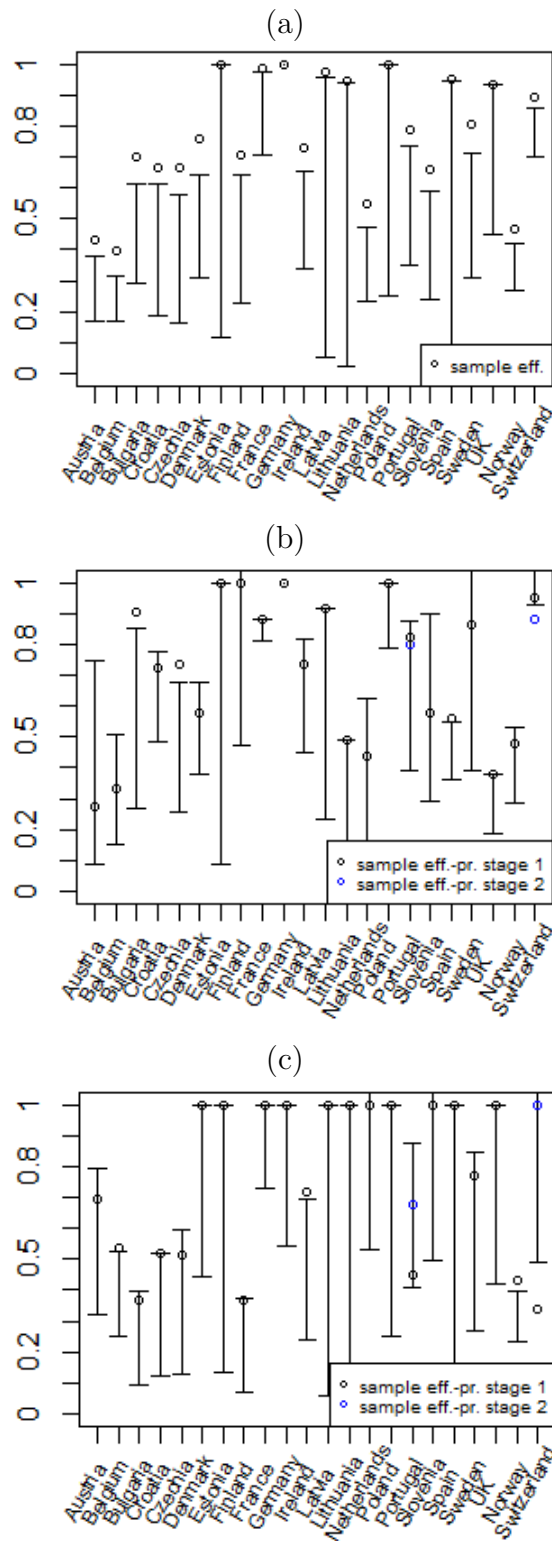 (a)
1
0.8
0.5
0.2
0
sample eff.
Austria
Belgium
Bulgaria
Croatia
Czechia
Denmark
Estonia
Finland
France
Germany
Ireland
Latvia
Lithuania
Netherlands
Poland
Portugal
Slovenia
Spain
Sweden
UK
Norway
Switzerland
(b)
1
0.8
0.5
0.2
0
sample eff.-pr. stage 1
sample eff.-pr. stage 2
Austria
Belgium
Bulgaria
Croatia
Czechia
Denmark
Estonia
Finland
France
Germany
Ireland
Latvia
Lithuania
Netherlands
Poland
Portugal
Slovenia
Spain
Sweden
UK
Norway
Switzerland
(c)
1
0.8
0.5
0.2
0
sample eff.-pr. stage 1
sample eff.-pr. stage 2
Austria
Belgium
Bulgaria
Croatia
Czechia
Denmark
Estonia
Finland
France
Germany
Ireland
Latvia
Lithuania
Netherlands
Poland
Portugal
Slovenia
Spain
Sweden
UK
Norway
Switzerland